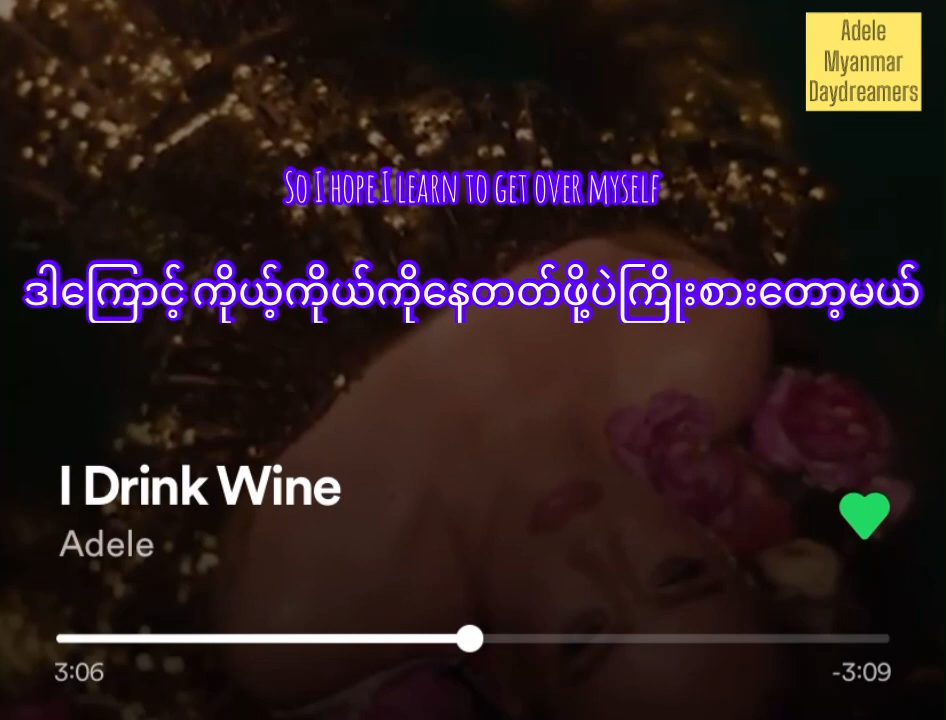 Adele
Myanmar
Daydreamers
So I hope I learn to get over myself
ဒါကြောင့် ကိုယ့်ကိုယ်ကိုနေတတ်ဖို့ပဲကြိုးစားတော့မယ်
I Drink Wine
Adele
3:06
-3:09